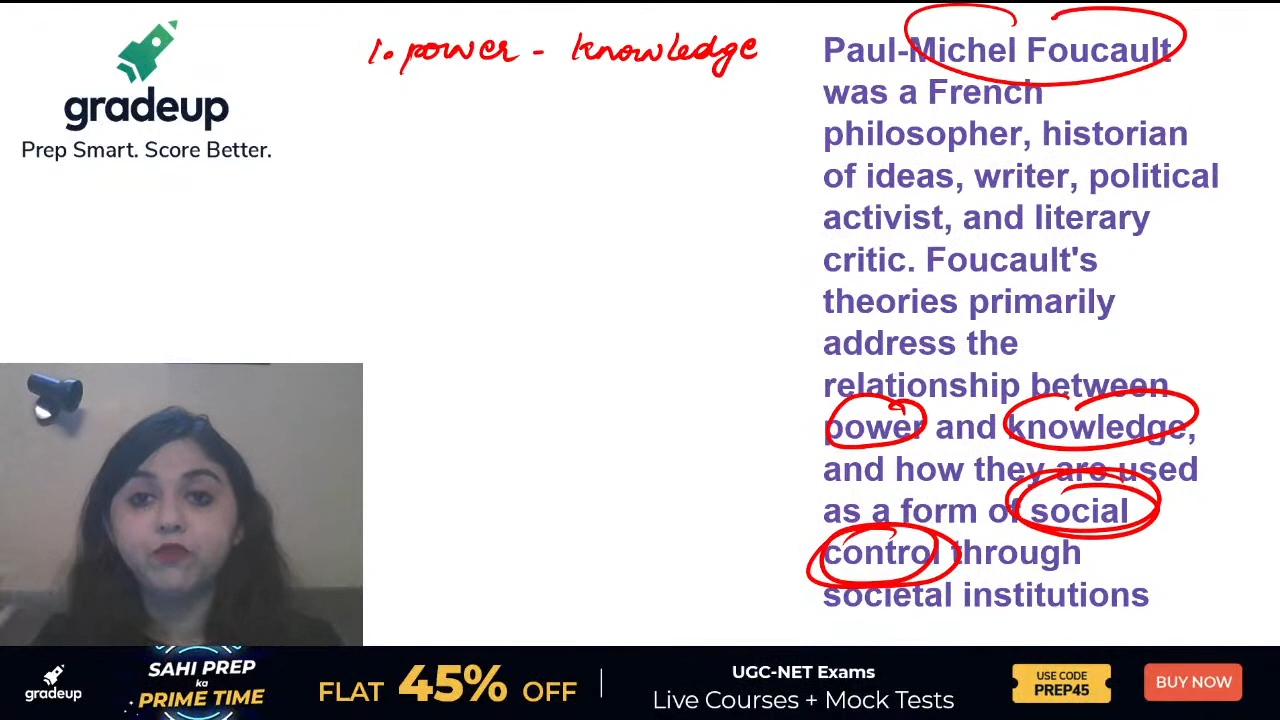 gradeup
Prep Smart. Score Better.
1. power - knowledge
Paul-Michel Foucault
was a French
philosopher, historian
of ideas, writer, political
activist, and literary
critic. Foucault's
theories primarily
address the
relationship between
power and knowledge,
and how they are used
as a form of social
control through
societal institutions
gradeup
SAHI PREP
ka
PRIME TIME
FLAT 45% OFF
UGC-NET Exams
Live Courses + Mock Tests
USE CODE
PREP45
BUY NOW